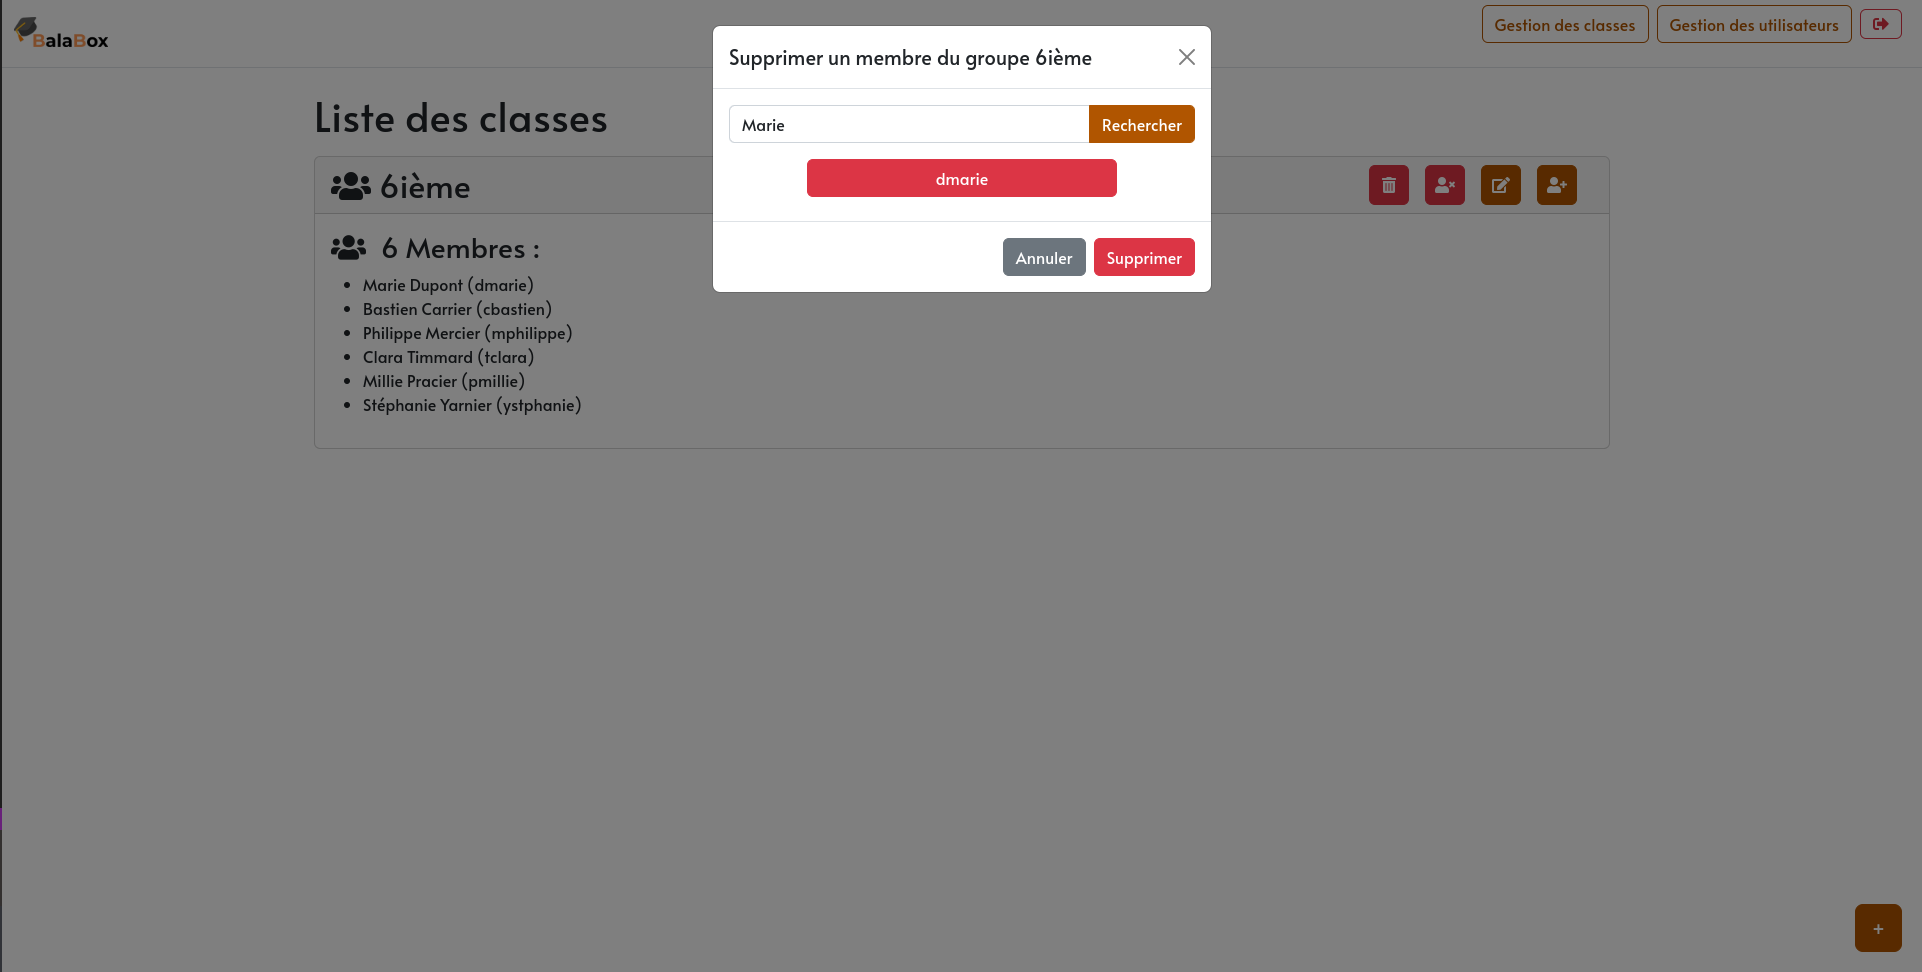 BalaBox
Gestion des classes
Gestion des utilisateurs
Supprimer un membre du groupe 6ième
Marie
Rechercher
dmarie
Annuler
Supprimer
Liste des classes
6ième
6 Membres :
Marie Dupont (dmarie)
Bastien Carrier (cbastien)
Philippe Mercier (mphilippe)
Clara Timmard (tclara)
Millie Pracier (pmillie)
Stéphanie Yarnier (ystphanie)
+